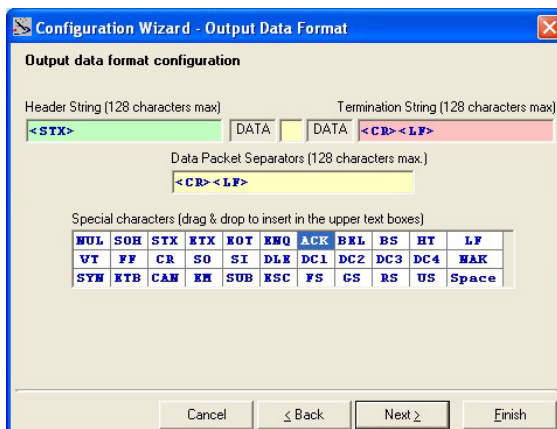 Configuration Wizard - Output Data Format
Output data format configuration
Header String (128 characters max) Termination String (128 characters max)
<STX> DATA DATA <CR><LF>
Data Packet Separators (128 characters max.)
<CR><LF>
Special characters (drag & drop to insert in the upper text boxes)
NUL SOH STX ETX EOT ENQ ACK BEL BS HT LF
VT FF CR SO SI DLE DC1 DC2 DC3 DC4 NAK
SYN ETB CAN EM SUB ESC FS GS RS US Space
Cancel < Back Next > Finish